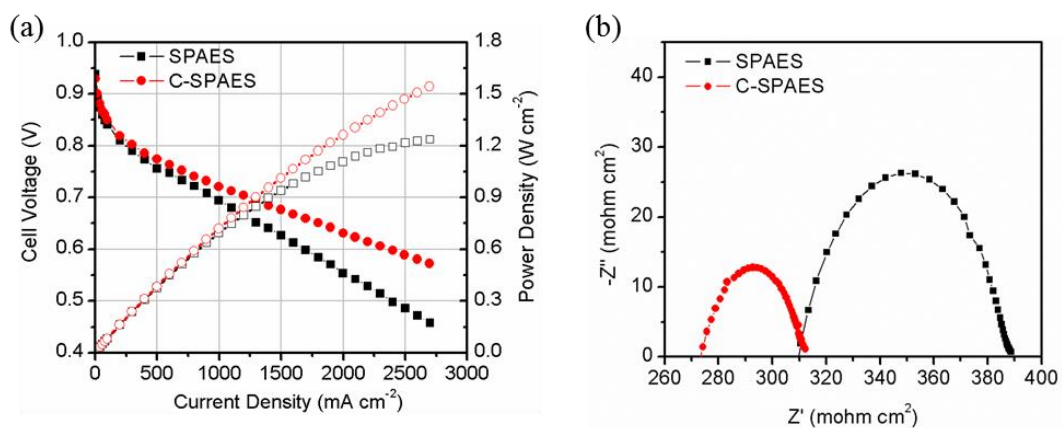 (a)
SPAES
C-SPAES
Cell Voltage (V)
1.0
0.9
0.8
0.7
0.6
0.5
0.4
1.8
1.5
1.2
0.9
0.6
0.3
0.0
Power Density (W cm-2)
0 500 1000 1500 2000 2500 3000
Current Density (mA cm-2)
(b)
SPAES
C-SPAES
-Z" (mohm cm2)
40
30
20
10
0
260 280 300 320 340 360 380 400
Z' (mohm cm2)